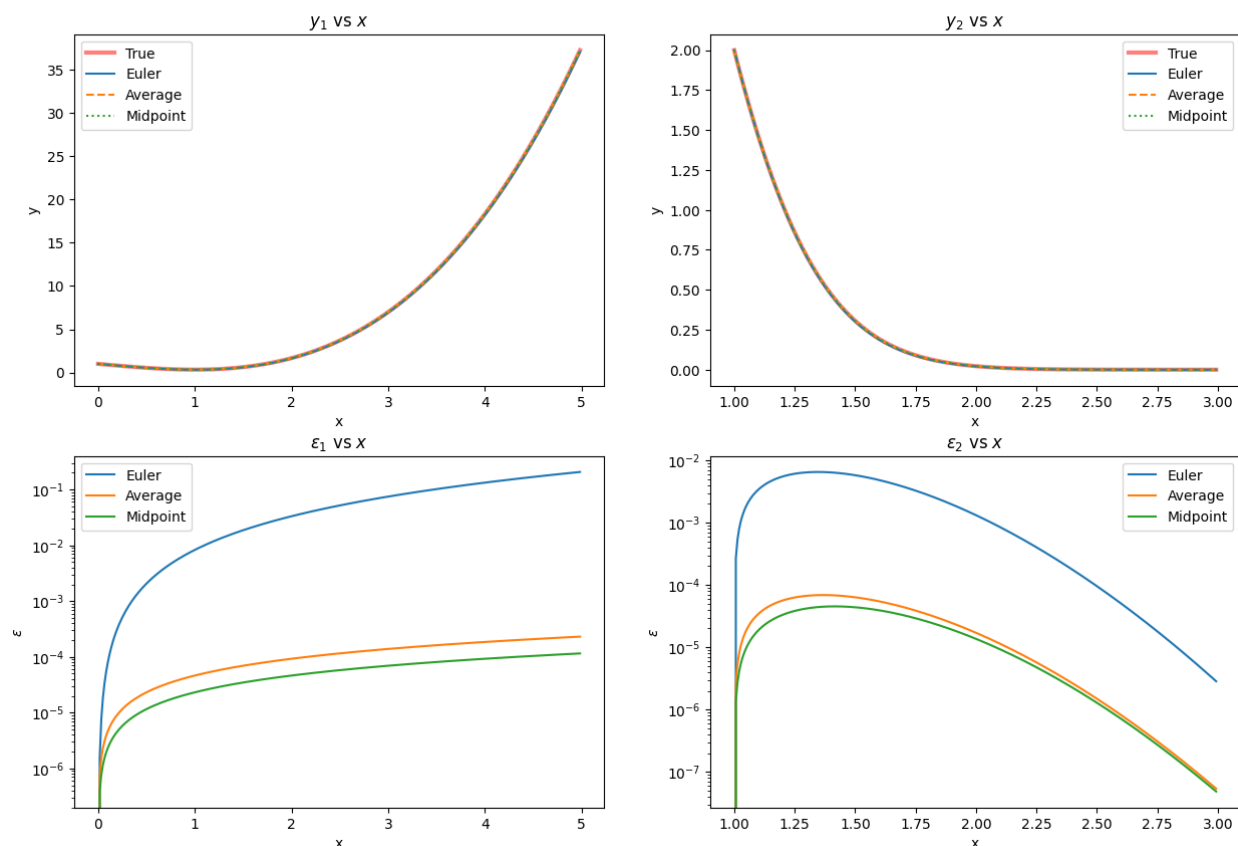 y₁ vs x
True
Euler
Average
Midpoint
y
35
30
25
20
15
10
5
0
0 1 2 3 4 5
x
y₂ vs x
True
Euler
Average
Midpoint
y
2.00
1.75
1.50
1.25
1.00
0.75
0.50
0.25
0.00
1.00 1.25 1.50 1.75 2.00 2.25 2.50 2.75 3.00
x
ε₁ vs x
Euler
Average
Midpoint
ε
10⁻¹
10⁻²
10⁻³
10⁻⁴
10⁻⁵
10⁻⁶
0 1 2 3 4 5
x
ε₂ vs x
Euler
Average
Midpoint
ε
10⁻²
10⁻³
10⁻⁴
10⁻⁵
10⁻⁶
10⁻⁷
1.00 1.25 1.50 1.75 2.00 2.25 2.50 2.75 3.00
x